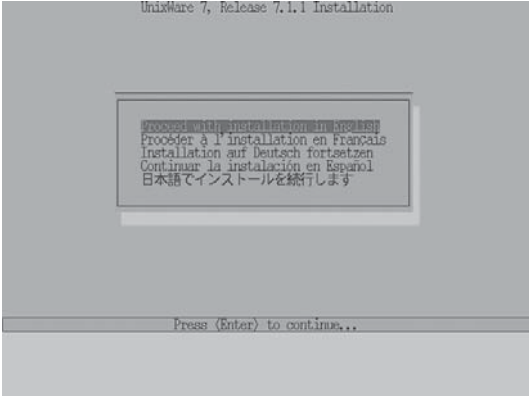 UnixWare 7, Release 7.1.1 Installation
Proceed with installation in English
Procéder à l'installation en Français
Installation auf Deutsch fortsetzen
Continuar la instalación en Español
日本語でインストールを続行します
Press <Enter> to continue...